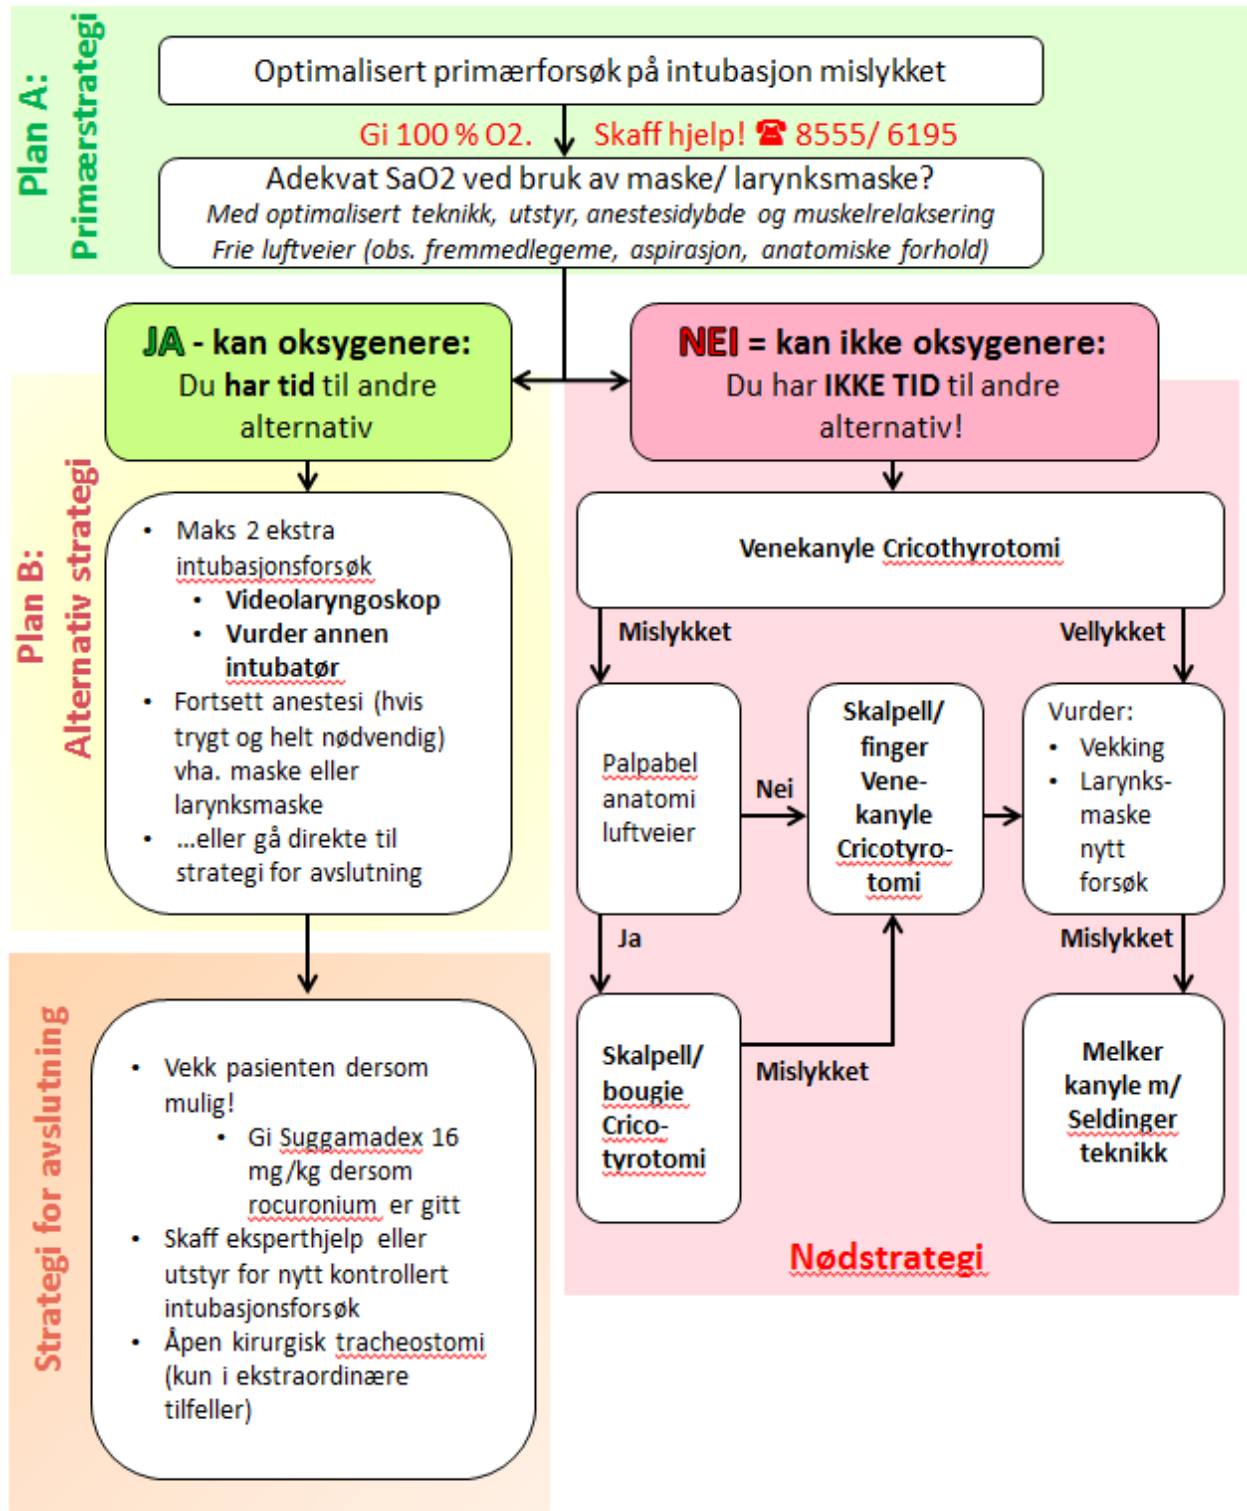 Plan A:
Primærstrategi
Optimalisert primærforsøk på intubasjon mislykket
Gi 100 % O2. Skaff hjelp! ☎ 8555/ 6195
Adekvat SaO2 ved bruk av maske/ larynksmaske?
Med optimalisert teknikk, utstyr, anestesidybde og muskelrelaksering
Frie luftveier (obs. fremmedlegeme, aspirasjon, anatomiske forhold)
JA - kan oksygenere:
Du har tid til andre
alternativ
NEI = kan ikke oksygenere:
Du har IKKE TID til andre
alternativ!
Plan B:
Alternativ strategi
• Maks 2 ekstra
intubasjonsforsøk
• Videolaryngoskop
• Vurder annen
intubatør
• Fortsett anestesi (hvis
trygt og helt nødvendig)
vha. maske eller
larynksmaske
• ...eller gå direkte til
strategi for avslutning
Venekanyle Cricothyrotomi
Mislykket
Vellykket
Palpabel
anatomi
luftveier
Nei
Skalpell/
finger
Vene-
kanyle
Cricotyro-
tomi
Vurder:
• Vekking
• Larynks-
maske
nytt
forsøk
Ja
Mislykket
Skalpell/
bougie
Crico-
tyrotomi
Mislykket
Melker
kanyle m/
Seldinger
teknikk
Nødstrategi
Strategi for avslutning
• Vekk pasienten dersom
mulig!
• Gi Suggamadex 16
mg/kg dersom
rocuronium er gitt
• Skaff eksperthjelp eller
utstyr for nytt kontrollert
intubasjonsforsøk
• Åpen kirurgisk tracheostomi
(kun i ekstraordinære
tilfeller)